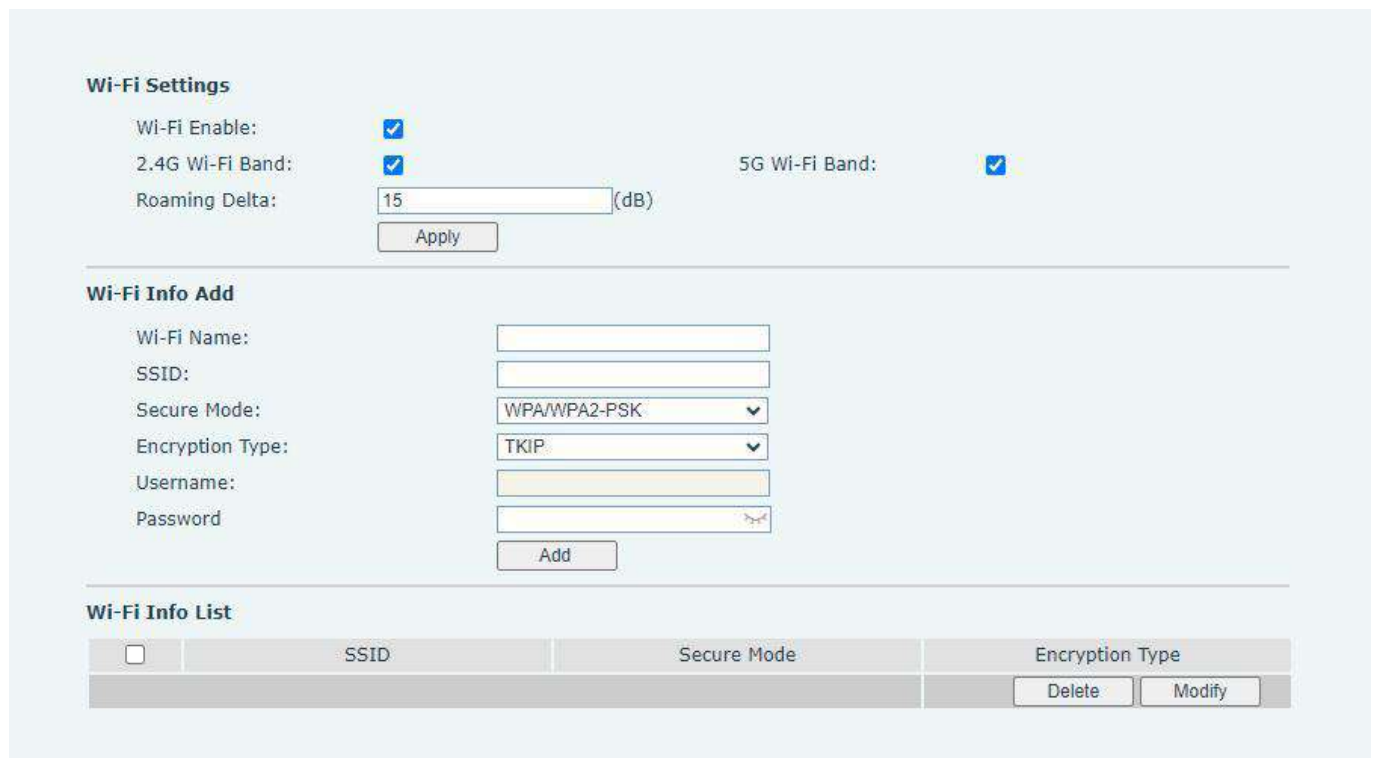 Wi-Fi Settings
Wi-Fi Enable:
2.4G Wi-Fi Band: 5G Wi-Fi Band:
Roaming Delta: 15 (dB)
Apply
Wi-Fi Info Add
Wi-Fi Name:
SSID:
Secure Mode: WPA/WPA2-PSK
Encryption Type: TKIP
Username:
Password
Add
Wi-Fi Info List
SSID Secure Mode Encryption Type
Delete Modify